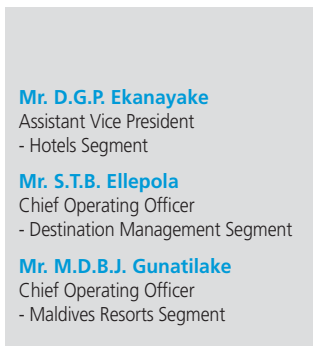 Mr. D.G.P. Ekanayake
Assistant Vice President
- Hotels Segment
Mr. S.T.B. Ellepola
Chief Operating Officer
- Destination Management Segment
Mr. M.D.B.J. Gunatilake
Chief Operating Officer
- Maldives Resorts Segment